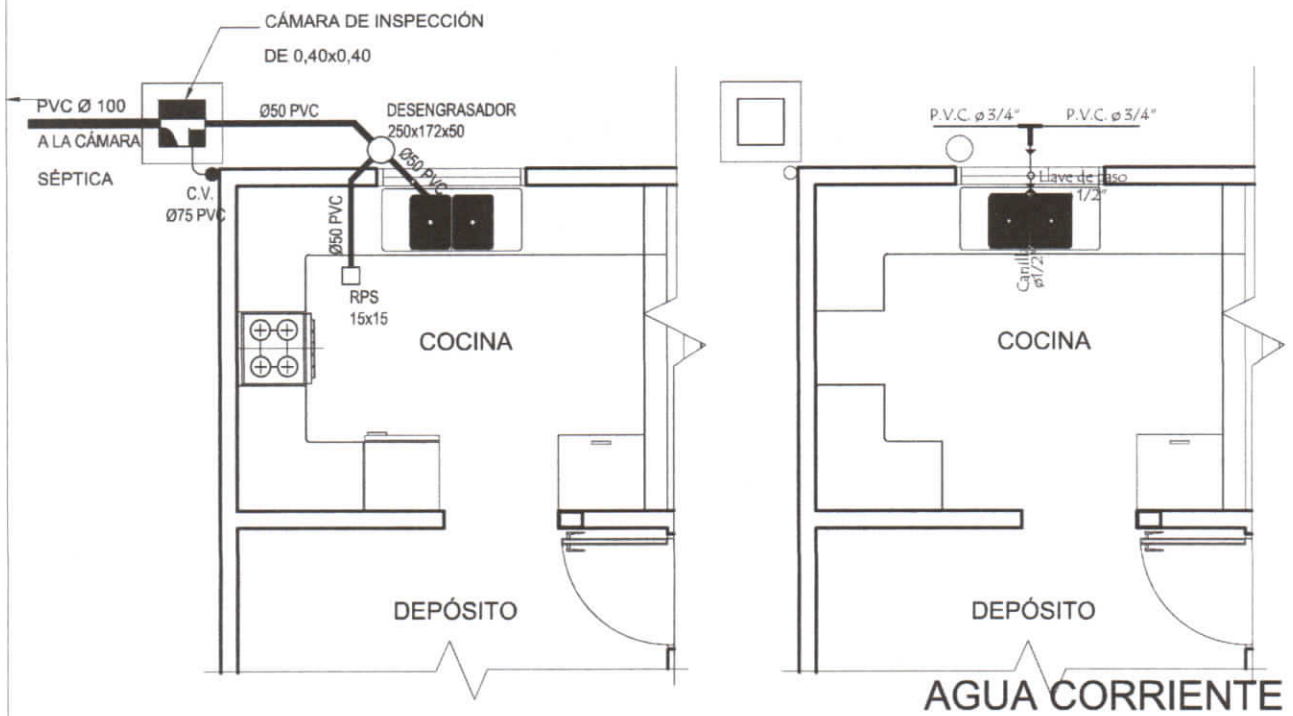 CÁMARA DE INSPECCIÓN
DE 0,40x0,40
PVC Ø 100
A LA CÁMARA
SÉPTICA
Ø50 PVC
DESENGRASADOR
250x172x50
Ø50 PVC
C.V.
Ø75 PVC
Ø50 PVC
RPS
15x15
COCINA
DEPÓSITO
P.V.C. ø 3/4"
P.V.C. ø 3/4"
Llave de paso
1/2"
Canilla
ø1/2"
COCINA
DEPÓSITO
AGUA CORRIENTE